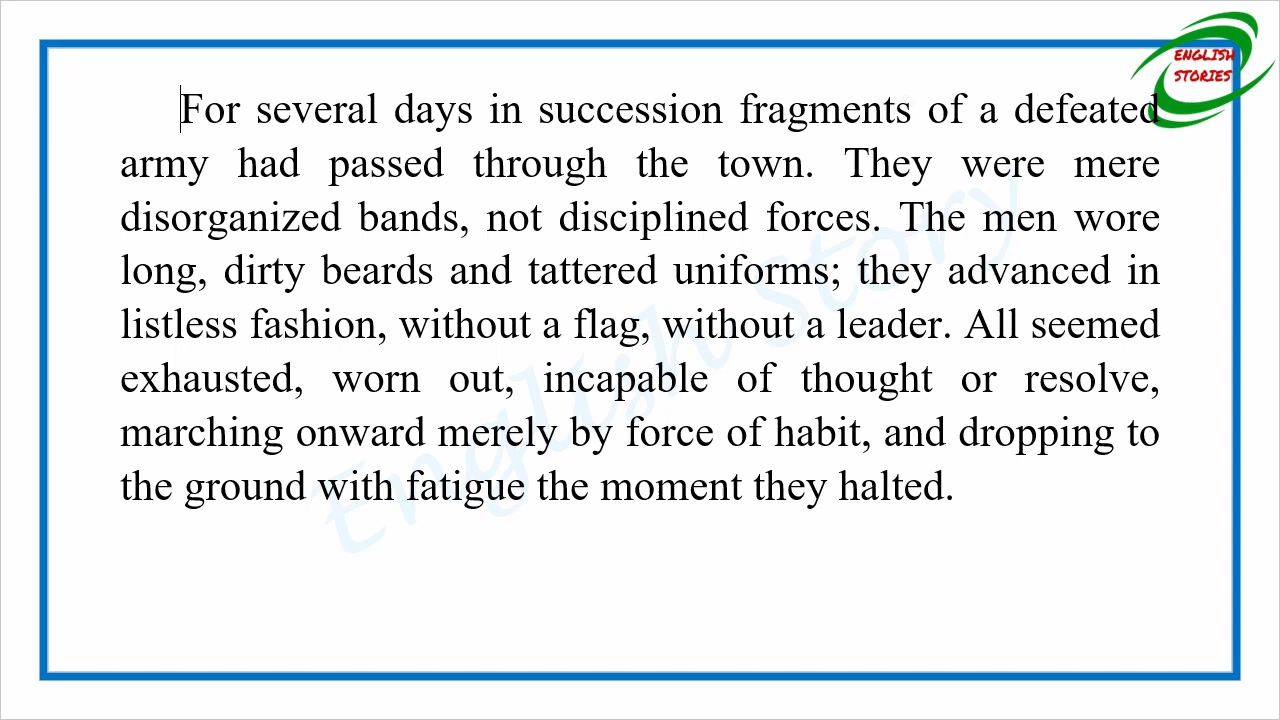 ENGLISH
STORIES
For several days in succession fragments of a defeated
army had passed through the town. They were mere
disorganized bands, not disciplined forces. The men wore
long, dirty beards and tattered uniforms; they advanced in
listless fashion, without a flag, without a leader. All seemed
exhausted, worn out, incapable of thought or resolve,
marching onward merely by force of habit, and dropping to
the ground with fatigue the moment they halted.
English Story